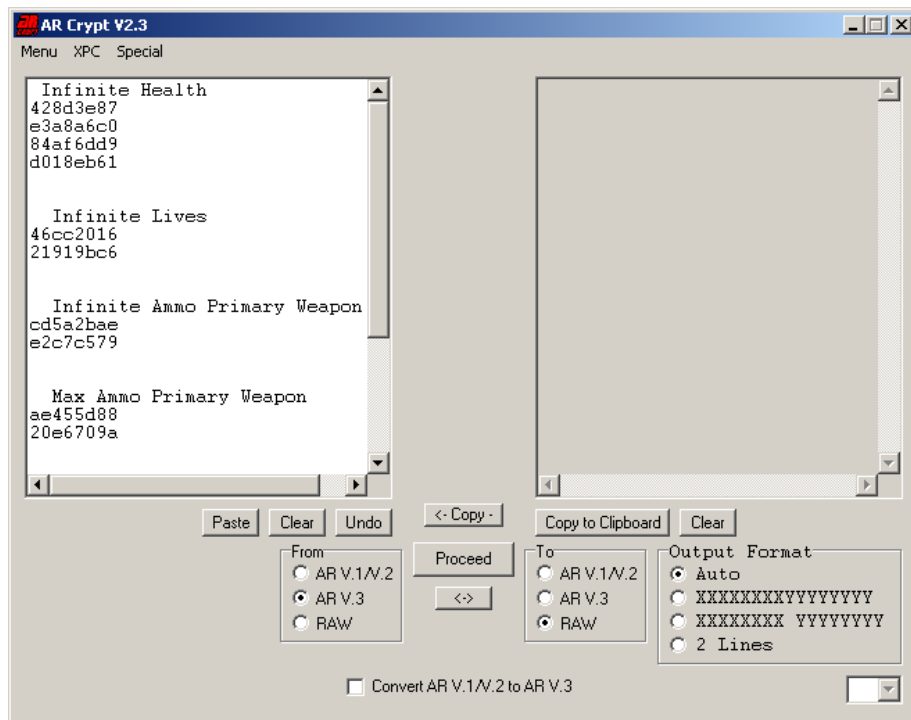 AR Crypt V2.3
Menu XPC Special
Infinite Health
428d3e87
e3a8a6c0
84af6dd9
d018eb61
Infinite Lives
46cc2016
21919bc6
Infinite Ammo Primary Weapon
cd5a2bae
e2c7c579
Max Ammo Primary Weapon
ae455d88
20e6709a
Paste Clear Undo
<- Copy -
Copy to Clipboard Clear
From
AR V.1/V.2
AR V.3
RAW
Proceed
<->
To
AR V.1/V.2
AR V.3
RAW
Output Format
Auto
XXXXXXXXYYYYYYYY
XXXXXXXX YYYYYYYY
2 Lines
Convert AR V.1/V.2 to AR V.3